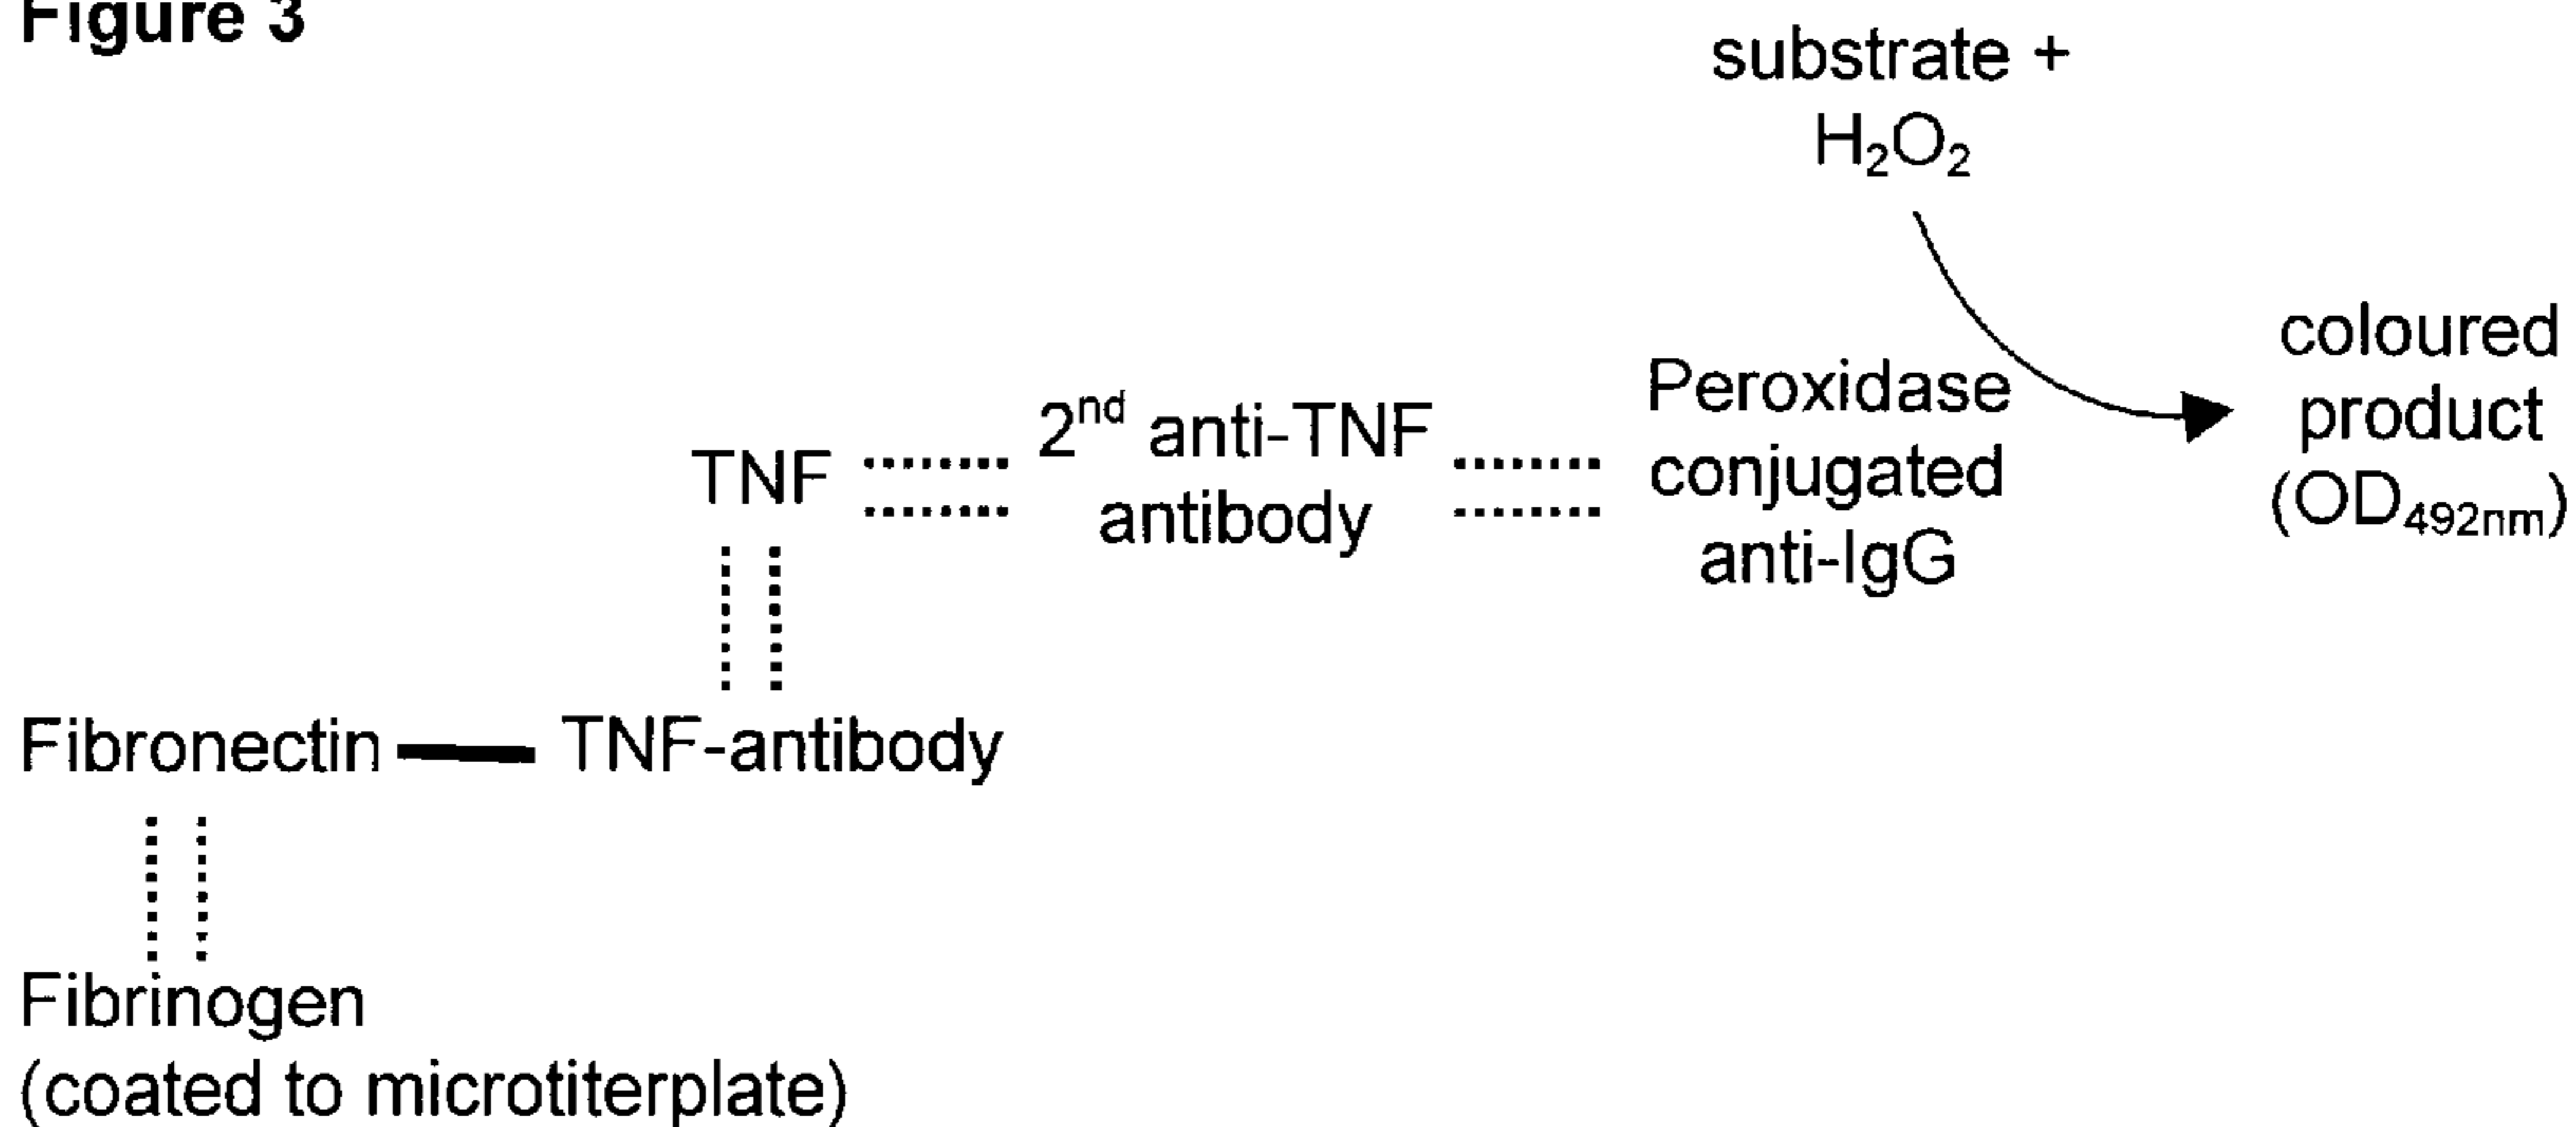 Figure 3
substrate +
H₂O₂
coloured
product
(OD₄₉₂ₙₘ)
Peroxidase
conjugated
anti-IgG
2ⁿᵈ anti-TNF
antibody
TNF
Fibronectin
TNF-antibody
Fibrinogen
(coated to microtiterplate)